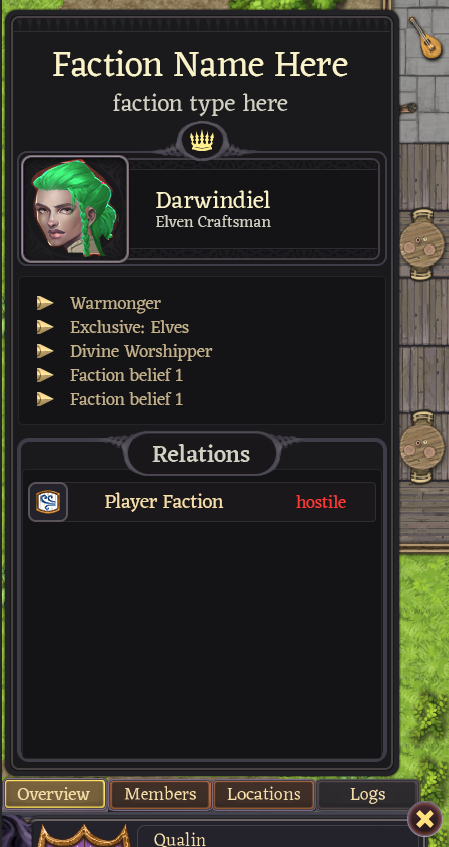 Faction Name Here
faction type here
Darwindiel
Elven Craftsman
Warmonger
Exclusive: Elves
Divine Worshipper
Faction belief 1
Faction belief 1
Relations
Player Faction hostile
Overview Members Locations Logs
Qualin